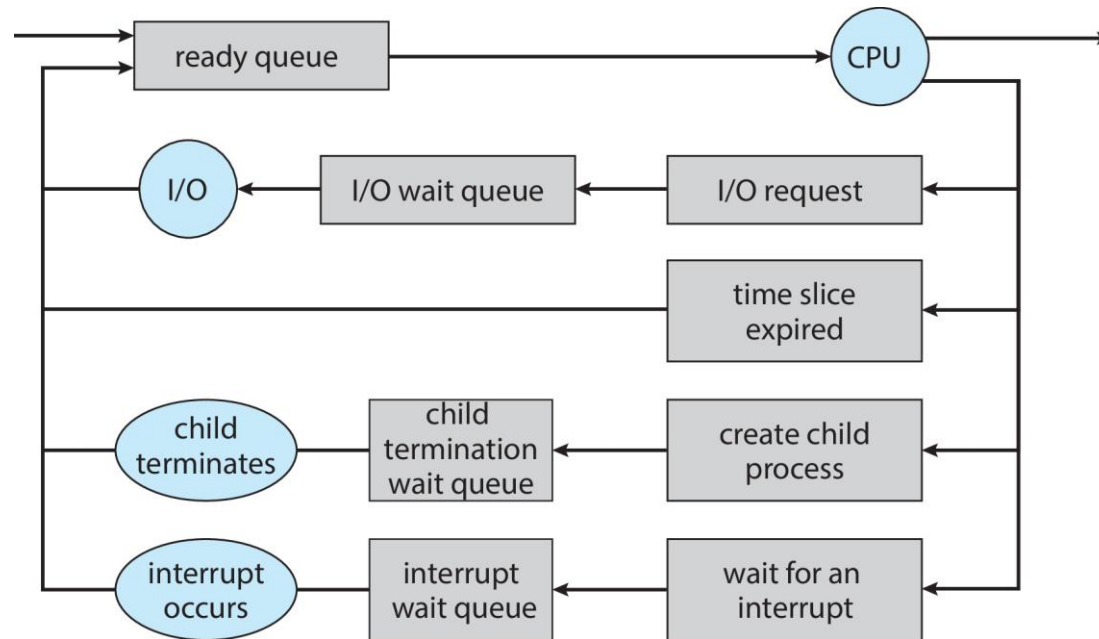 ready queue
CPU
I/O
I/O wait queue
I/O request
time slice
expired
child
terminates
child
termination
wait queue
create child
process
interrupt
occurs
interrupt
wait queue
wait for an
interrupt